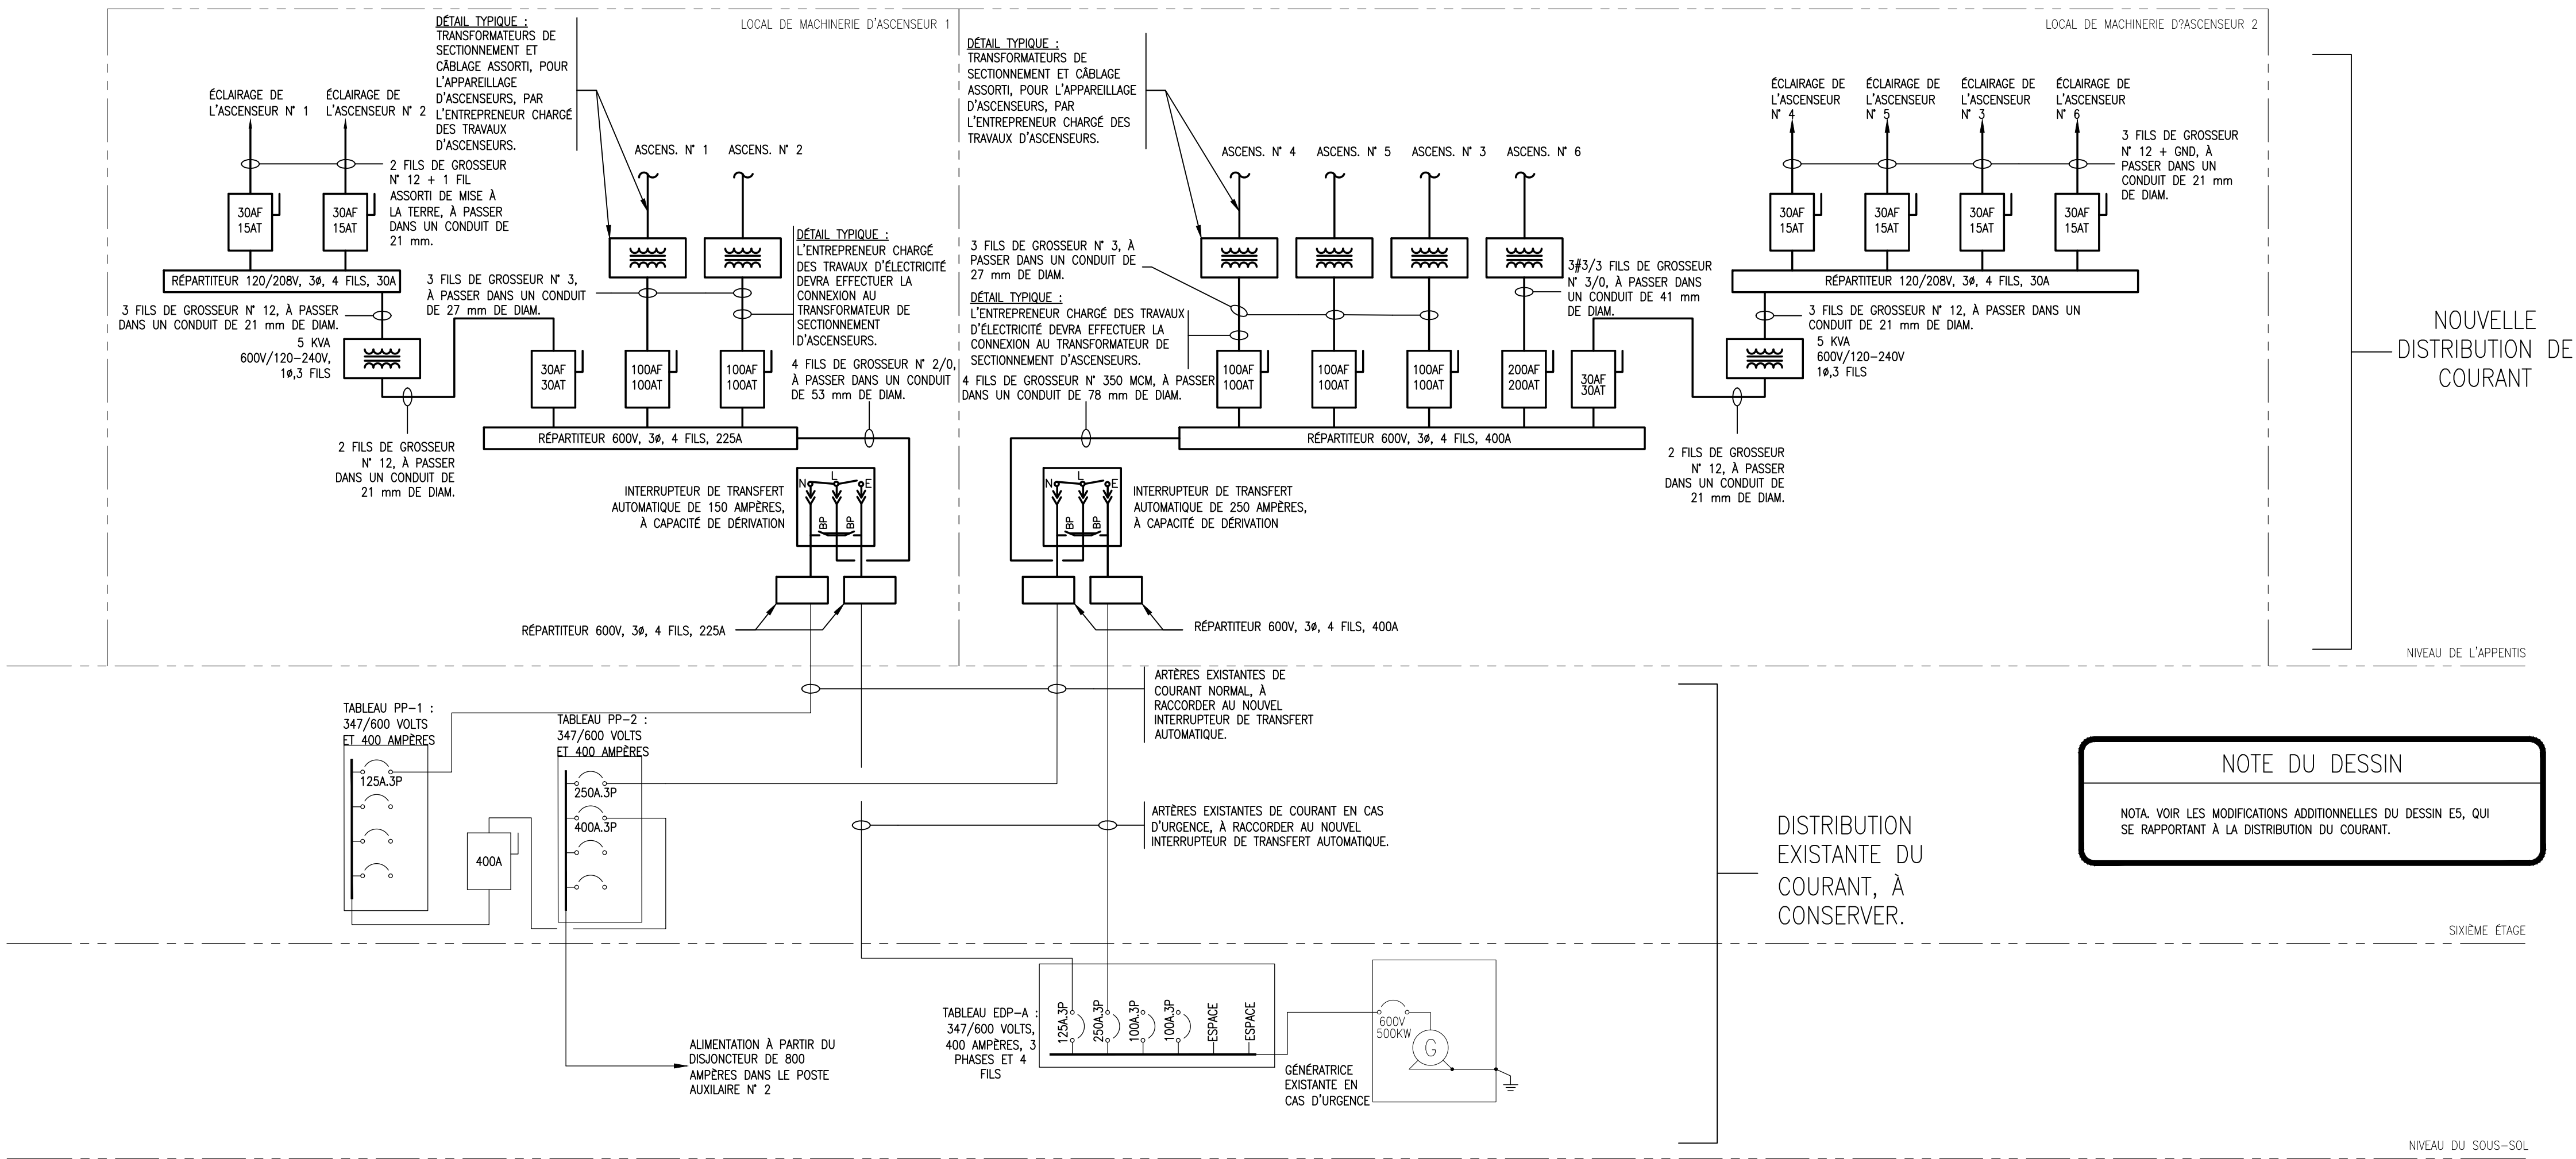 LOCAL DE MACHINERIE D'ASCENSEUR 1
LOCAL DE MACHINERIE D?ASCENSEUR 2
DÉTAIL TYPIQUE :
TRANSFORMATEURS DE
SECTIONNEMENT ET
CÂBLAGE ASSORTI, POUR
L'APPAREILLAGE
D'ASCENSEURS, PAR
L'ENTREPRENEUR CHARGÉ
DES TRAVAUX
D'ASCENSEURS.
ÉCLAIRAGE DE
L'ASCENSEUR N° 1
ÉCLAIRAGE DE
L'ASCENSEUR N° 2
2 FILS DE GROSSEUR
N° 12 + 1 FIL
ASSORTI DE MISE À
LA TERRE, À PASSER
DANS UN CONDUIT DE
21 mm.
30AF
15AT
30AF
15AT
RÉPARTITEUR 120/208V, 3ø, 4 FILS, 30A
3 FILS DE GROSSEUR N° 12, À PASSER
DANS UN CONDUIT DE 21 mm DE DIAM.
5 KVA
600V/120-240V,
1ø,3 FILS
2 FILS DE GROSSEUR
N° 12, À PASSER
DANS UN CONDUIT DE
21 mm DE DIAM.
ASCENS. N° 1
ASCENS. N° 2
3 FILS DE GROSSEUR N° 3,
À PASSER DANS UN CONDUIT
DE 27 mm DE DIAM.
DÉTAIL TYPIQUE :
L'ENTREPRENEUR CHARGÉ
DES TRAVAUX D'ÉLECTRICITÉ
DEVRA EFFECTUER LA
CONNEXION AU
TRANSFORMATEUR DE
SECTIONNEMENT
D'ASCENSEURS.
30AF
30AT
100AF
100AT
100AF
100AT
4 FILS DE GROSSEUR N° 2/0,
À PASSER DANS UN CONDUIT
DE 53 mm DE DIAM.
RÉPARTITEUR 600V, 3ø, 4 FILS, 225A
INTERRUPTEUR DE TRANSFERT
AUTOMATIQUE DE 150 AMPÈRES,
À CAPACITÉ DE DÉRIVATION
N
L
E
BP
BP
RÉPARTITEUR 600V, 3ø, 4 FILS, 225A
DÉTAIL TYPIQUE :
TRANSFORMATEURS DE
SECTIONNEMENT ET CÂBLAGE
ASSORTI, POUR L'APPAREILLAGE
D'ASCENSEURS, PAR
L'ENTREPRENEUR CHARGÉ DES
TRAVAUX D'ASCENSEURS.
ASCENS. N° 4
ASCENS. N° 5
ASCENS. N° 3
ASCENS. N° 6
3 FILS DE GROSSEUR N° 3, À
PASSER DANS UN CONDUIT DE
27 mm DE DIAM.
DÉTAIL TYPIQUE :
L'ENTREPRENEUR CHARGÉ DES TRAVAUX
D'ÉLECTRICITÉ DEVRA EFFECTUER LA
CONNEXION AU TRANSFORMATEUR DE
SECTIONNEMENT D'ASCENSEURS.
4 FILS DE GROSSEUR N° 350 MCM, À PASSER
DANS UN CONDUIT DE 78 mm DE DIAM.
100AF
100AT
100AF
100AT
100AF
100AT
200AF
200AT
30AF
30AT
3#3/3 FILS DE GROSSEUR
N° 3/0, À PASSER DANS
UN CONDUIT DE 41 mm
DE DIAM.
RÉPARTITEUR 600V, 3ø, 4 FILS, 400A
N
L
E
BP
BP
INTERRUPTEUR DE TRANSFERT
AUTOMATIQUE DE 250 AMPÈRES,
À CAPACITÉ DE DÉRIVATION
RÉPARTITEUR 600V, 3ø, 4 FILS, 400A
ÉCLAIRAGE DE
L'ASCENSEUR
N° 4
ÉCLAIRAGE DE
L'ASCENSEUR
N° 5
ÉCLAIRAGE DE
L'ASCENSEUR
N° 3
ÉCLAIRAGE DE
L'ASCENSEUR
N° 6
3 FILS DE GROSSEUR
N° 12 + GND, À
PASSER DANS UN
CONDUIT DE 21 mm
DE DIAM.
30AF
15AT
30AF
15AT
30AF
15AT
30AF
15AT
RÉPARTITEUR 120/208V, 3ø, 4 FILS, 30A
3 FILS DE GROSSEUR N° 12, À PASSER DANS UN
CONDUIT DE 21 mm DE DIAM.
5 KVA
600V/120-240V
1ø,3 FILS
2 FILS DE GROSSEUR
N° 12, À PASSER
DANS UN CONDUIT DE
21 mm DE DIAM.
NOUVELLE
DISTRIBUTION DE
COURANT
NIVEAU DE L'APPENTIS
ARTÈRES EXISTANTES DE
COURANT NORMAL, À
RACCORDER AU NOUVEL
INTERRUPTEUR DE TRANSFERT
AUTOMATIQUE.
TABLEAU PP-1 :
347/600 VOLTS
ET 400 AMPÈRES
125A.3P
400A
TABLEAU PP-2 :
347/600 VOLTS
ET 400 AMPÈRES
250A.3P
400A.3P
ARTÈRES EXISTANTES DE COURANT EN CAS
D'URGENCE, À RACCORDER AU NOUVEL
INTERRUPTEUR DE TRANSFERT AUTOMATIQUE.
DISTRIBUTION
EXISTANTE DU
COURANT, À
CONSERVER.
NOTE DU DESSIN
NOTA. VOIR LES MODIFICATIONS ADDITIONNELLES DU DESSIN E5, QUI
SE RAPPORTANT À LA DISTRIBUTION DU COURANT.
SIXIÈME ÉTAGE
ALIMENTATION À PARTIR DU
DISJONCTEUR DE 800
AMPÈRES DANS LE POSTE
AUXILAIRE N° 2
TABLEAU EDP-A :
347/600 VOLTS,
400 AMPÈRES, 3
PHASES ET 4
FILS
125A.3P
250A.3P
100A.3P
100A.3P
ESPACE
ESPACE
600V
500KW
G
GÉNÉRATRICE
EXISTANTE EN
CAS D'URGENCE
NIVEAU DU SOUS-SOL